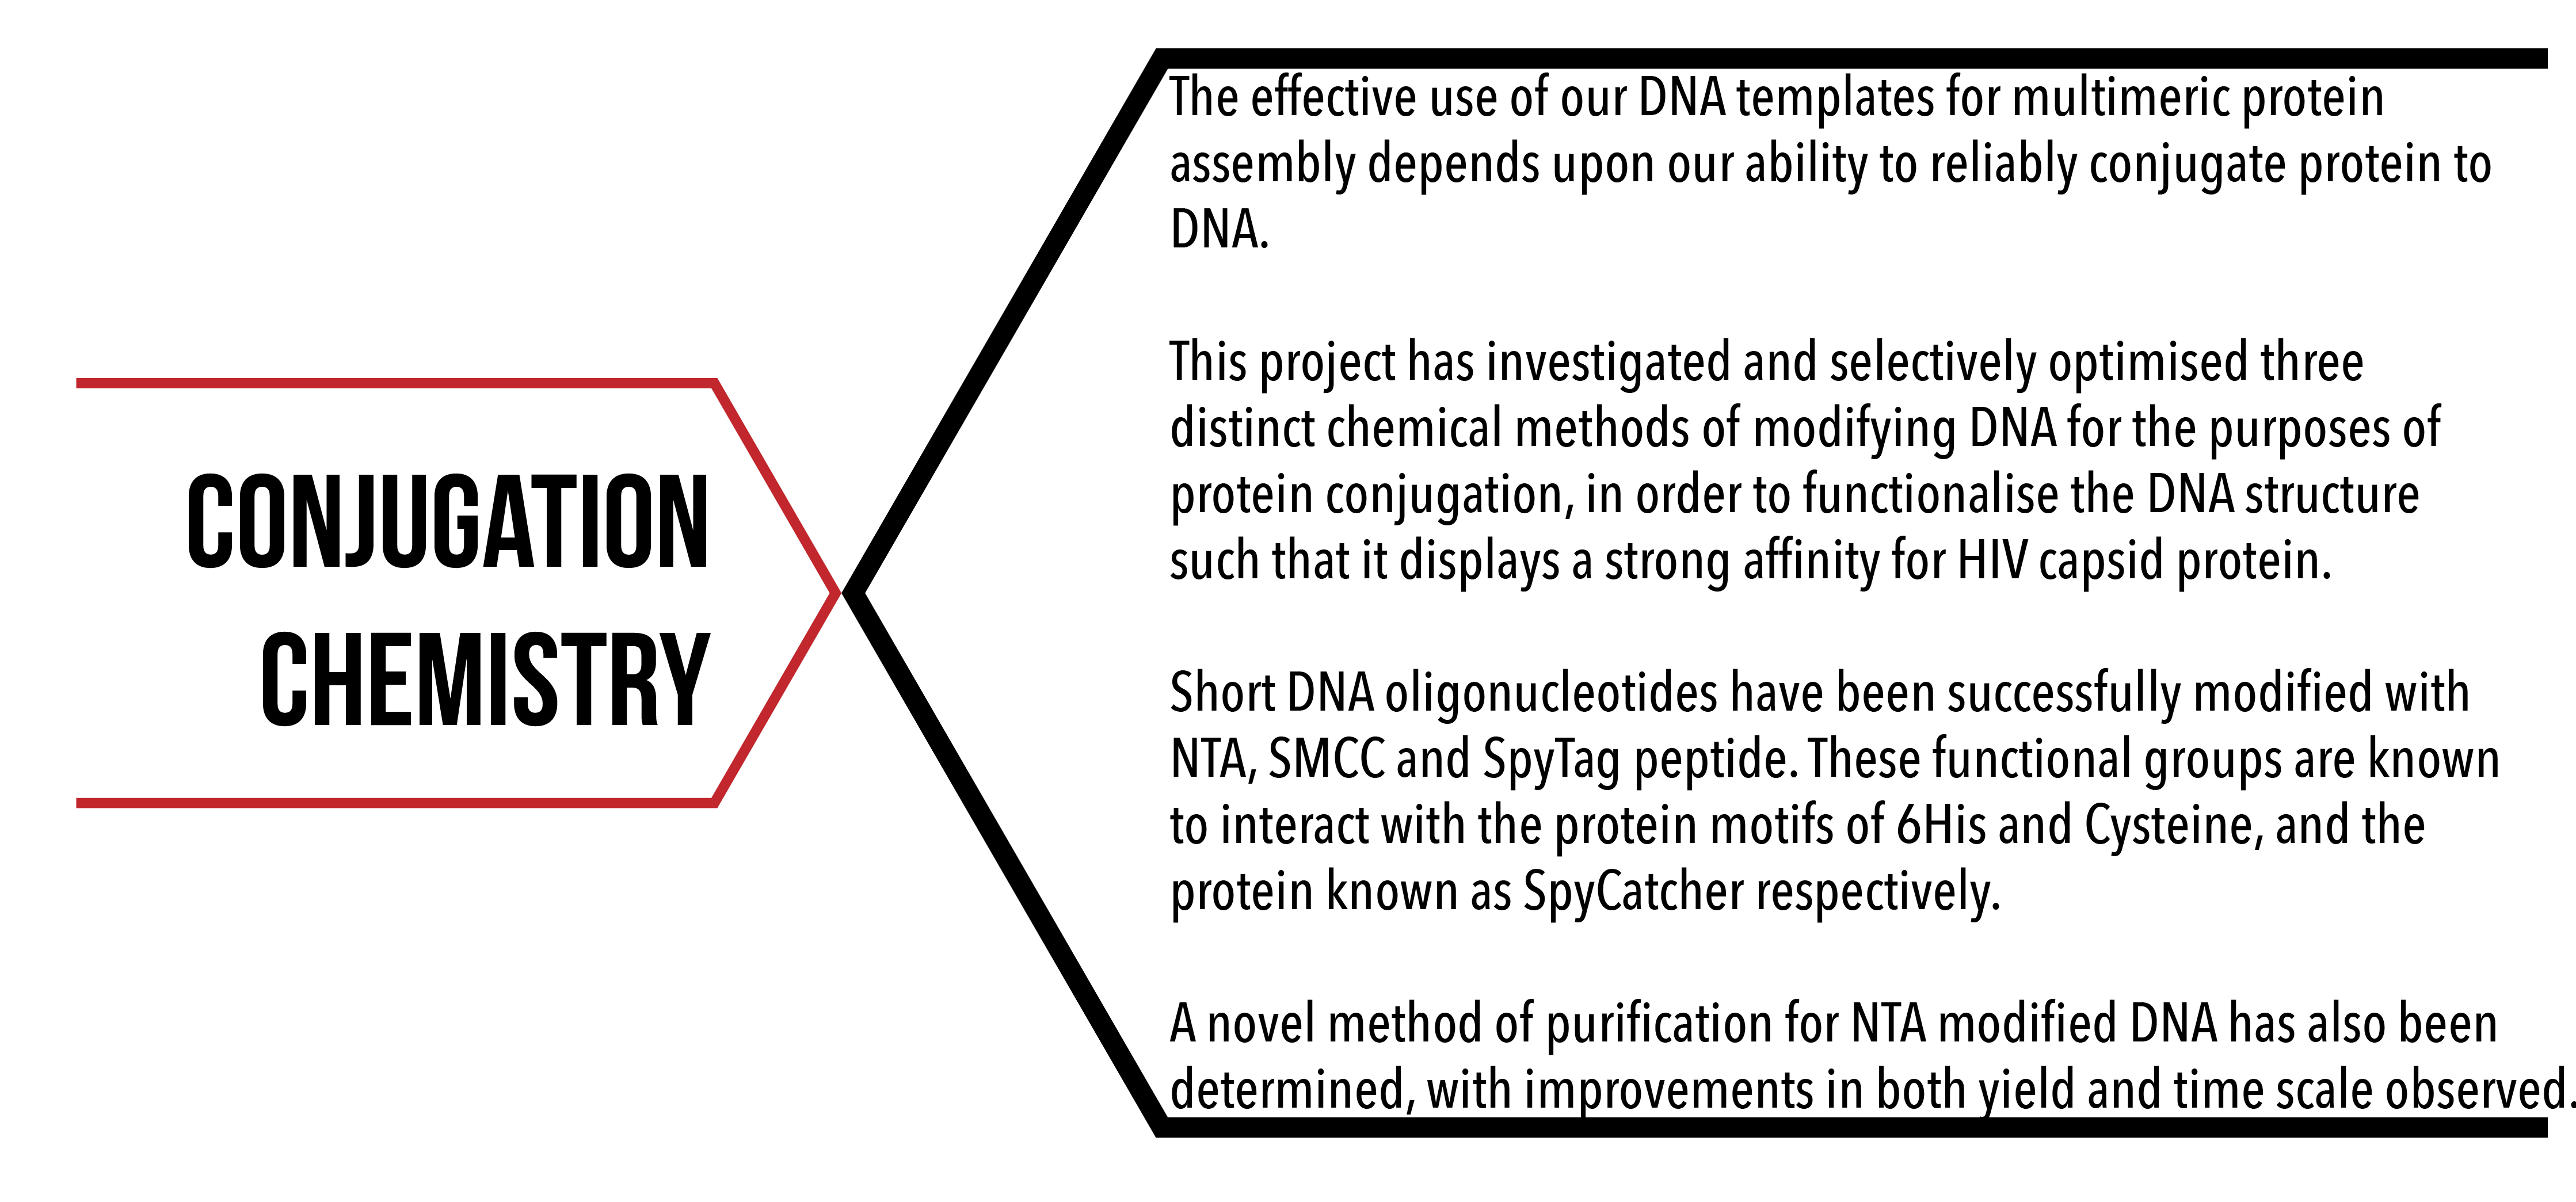 CONJUGATION
CHEMISTRY
The effective use of our DNA templates for multimeric protein
assembly depends upon our ability to reliably conjugate protein to
DNA.
This project has investigated and selectively optimised three
distinct chemical methods of modifying DNA for the purposes of
protein conjugation, in order to functionalise the DNA structure
such that it displays a strong affinity for HIV capsid protein.
Short DNA oligonucleotides have been successfully modified with
NTA, SMCC and SpyTag peptide. These functional groups are known
to interact with the protein motifs of 6His and Cysteine, and the
protein known as SpyCatcher respectively.
A novel method of purification for NTA modified DNA has also been
determined, with improvements in both yield and time scale observed.